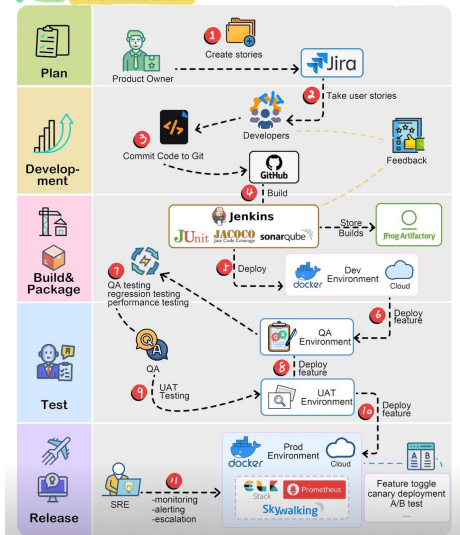 1
Create stories
Plan
Product Owner
Jira
2
Take user stories
3
Developers
Commit Code to Git
GitHub
Feedback
Develop-
ment
4
Build
Jenkins
JUnit
JACOCO
Java Code Coverage
sonarqube
Store
Builds
JFrog Artifactory
5
Deploy
docker
Dev
Environment
Cloud
Build&
Package
7
QA testing
regression testing
performance testing
6
Deploy
feature
QA
Environment
Q
A
QA
8
Deploy
feature
Test
9
UAT
Testing
UAT
Environment
10
Deploy
feature
docker
Prod
Environment
Cloud
A
B
11
SRE
-monitoring
-alerting
-escalation
Stack
Prometheus
Skywalking
Feature toggle
canary deployment
A/B test
...
Release